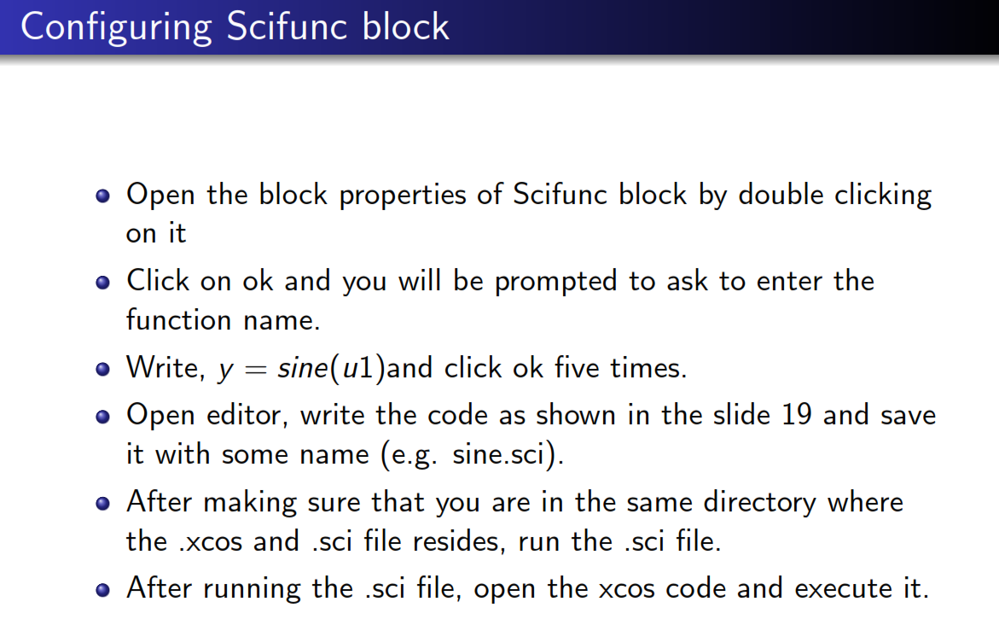 Configuring Scifunc block
Open the block properties of Scifunc block by double clicking
on it
Click on ok and you will be prompted to ask to enter the
function name.
Write, y = sine(u1)and click ok five times.
Open editor, write the code as shown in the slide 19 and save
it with some name (e.g. sine.sci).
After making sure that you are in the same directory where
the .xcos and .sci file resides, run the .sci file.
After running the .sci file, open the xcos code and execute it.